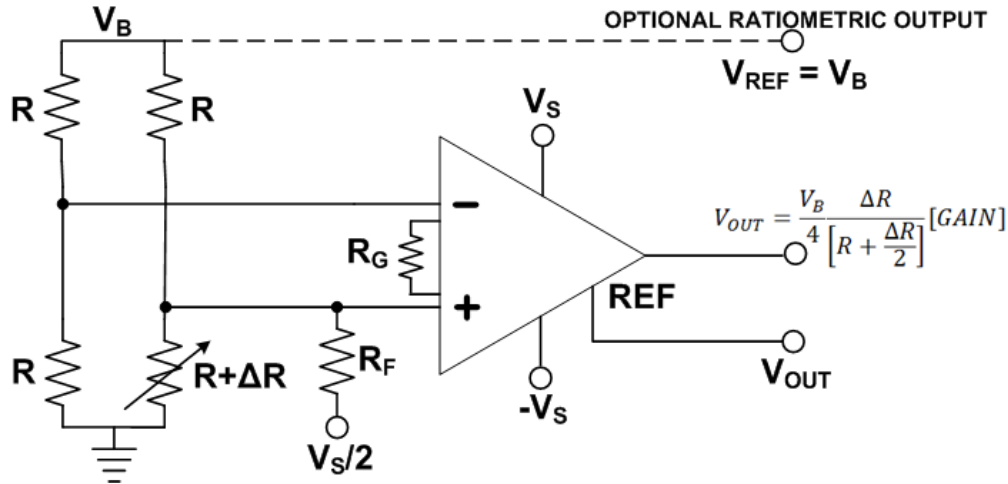 OPTIONAL RATIOMETRIC OUTPUT
V_B
V_REF = V_B
R
R
V_S
−
R_G
+
V_OUT = V_B/4 ΔR/[R + ΔR/2] [GAIN]
REF
R
R+ΔR
R_F
V_OUT
-V_S
V_S/2